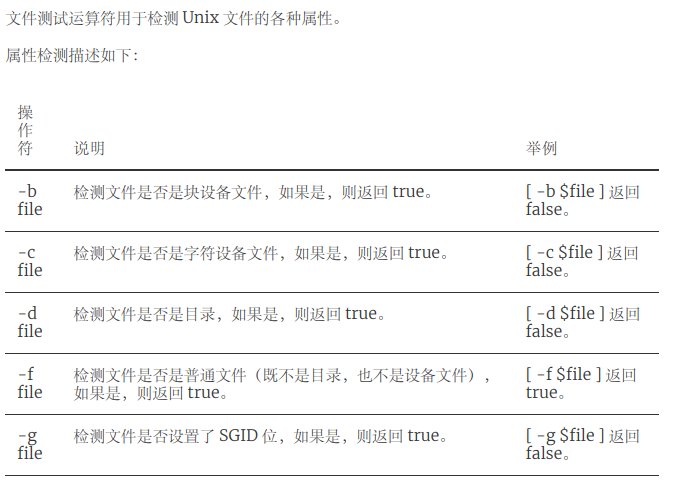 文件测试运算符用于检测 Unix 文件的各种属性。
属性检测描述如下：
操
作
符 说明 举例
-b 检测文件是否是块设备文件，如果是，则返回 true。 [ -b $file ] 返回
file false。
-c 检测文件是否是字符设备文件，如果是，则返回 true。 [ -c $file ] 返回
file false。
-d 检测文件是否是目录，如果是，则返回 true。 [ -d $file ] 返回
file false。
-f 检测文件是否是普通文件（既不是目录，也不是设备文件）， [ -f $file ] 返回
file 如果是，则返回 true。 true。
-g 检测文件是否设置了 SGID 位，如果是，则返回 true。 [ -g $file ] 返回
file false。